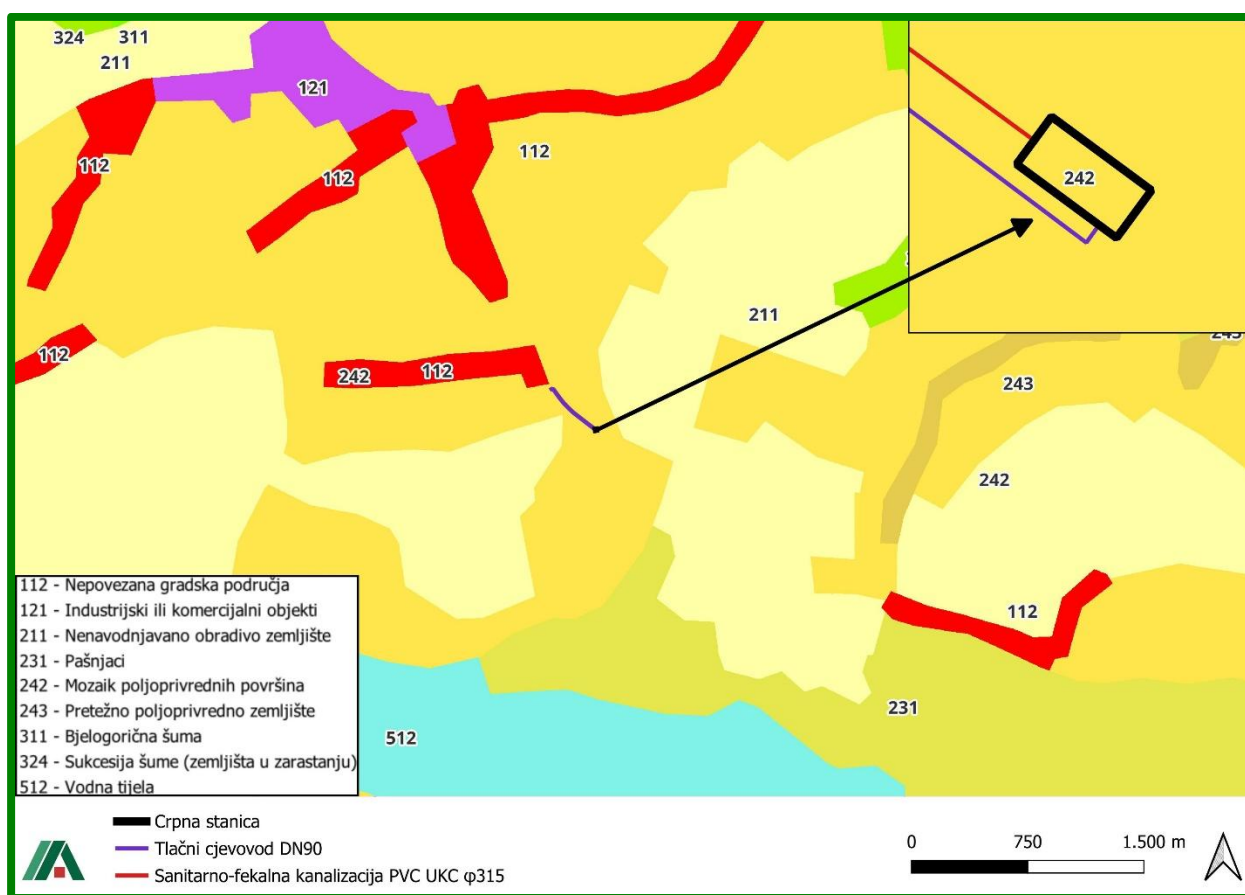 324
311
211
121
112
112
112
242
211
112
242
112
243
243
242
112
231
512
112 - Nepovezana gradska područja
121 - Industrijski ili komercijalni objekti
211 - Nenavodnjavano obradivo zemljište
231 - Pašnjaci
242 - Mozaik poljoprivrednih površina
243 - Pretežno poljoprivredno zemljište
311 - Bjelogorična šuma
324 - Sukcesija šume (zemljišta u zarastanju)
512 - Vodna tijela
Crpna stanica
Tlačni cjevovod DN90
Sanitarno-fekalna kanalizacija PVC UKC φ315
0 750 1.500 m